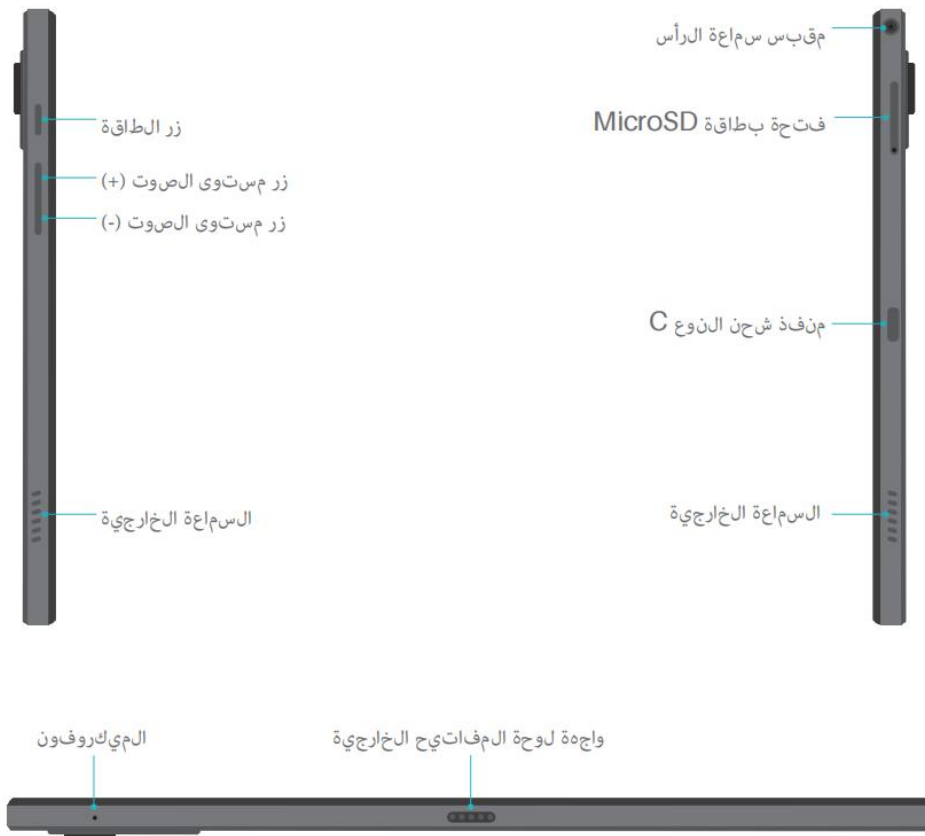 مقبس سماعة الرأس
فتحة بطاقة MicroSD
زر الطاقة
زر مستوى الصوت (+)
زر مستوى الصوت (-)
منفذ شحن النوع C
السماعة الخارجية
السماعة الخارجية
واجهة لوحة المفاتيح الخارجية
الميكروفون